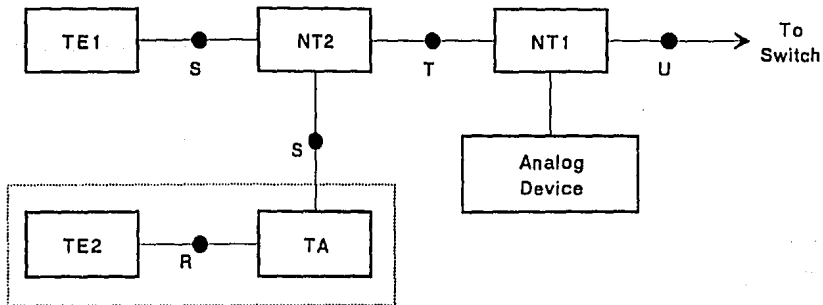 TE1
S
NT2
T
NT1
U
To
Switch
S
Analog
Device
TE2
R
TA